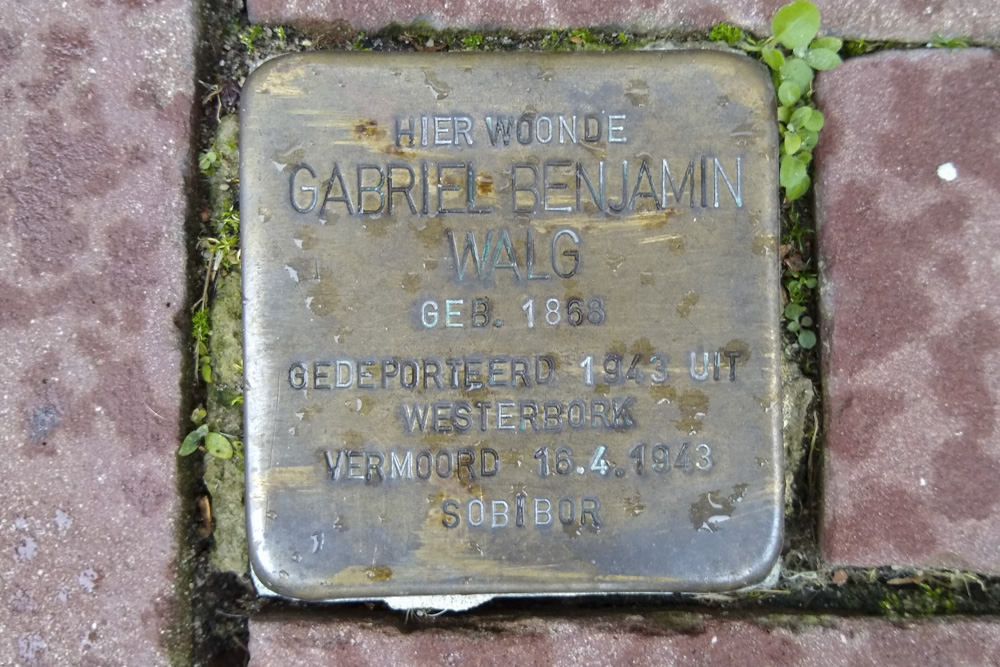 HIER WOONDE
GABRIEL BENJAMIN
WALG
GEB. 1868
GEDEPORTEERD 1943 UIT
WESTERBORK
VERMOORD 16.4.1943
SOBIBOR